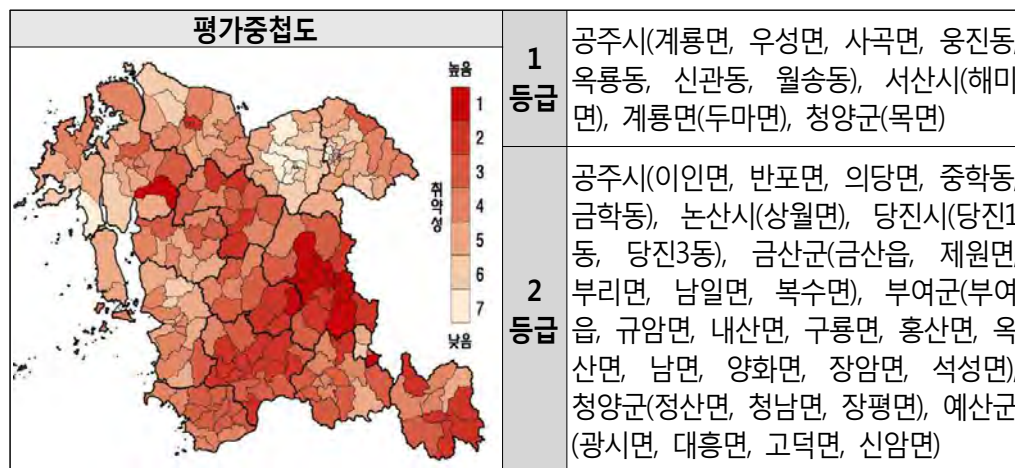 평가중첩도
높음
1
2
3
4
5
6
7
낮음
취약성
1
등급
공주시(계룡면, 우성면, 사곡면, 웅진동,
옥룡동, 신관동, 월송동), 서산시(해미
면), 계룡면(두마면), 청양군(목면)
2
등급
공주시(이인면, 반포면, 의당면, 중학동,
금학동), 논산시(상월면), 당진시(당진1
동, 당진3동), 금산군(금산읍, 제원면,
부리면, 남일면, 복수면), 부여군(부여
읍, 규암면, 내산면, 구룡면, 홍산면, 옥
산면, 남면, 양화면, 장암면, 석성면),
청양군(정산면, 청남면, 장평면), 예산군
(광시면, 대흥면, 고덕면, 신암면)